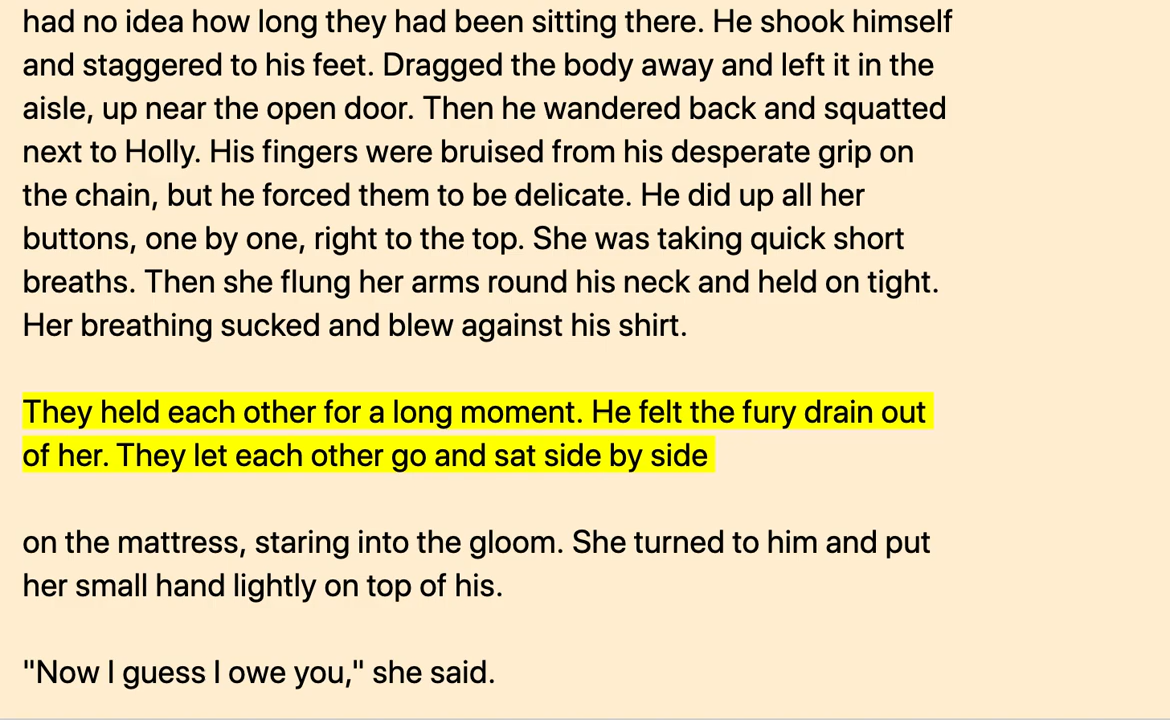 had no idea how long they had been sitting there. He shook himself
and staggered to his feet. Dragged the body away and left it in the
aisle, up near the open door. Then he wandered back and squatted
next to Holly. His fingers were bruised from his desperate grip on
the chain, but he forced them to be delicate. He did up all her
buttons, one by one, right to the top. She was taking quick short
breaths. Then she flung her arms round his neck and held on tight.
Her breathing sucked and blew against his shirt.
They held each other for a long moment. He felt the fury drain out
of her. They let each other go and sat side by side
on the mattress, staring into the gloom. She turned to him and put
her small hand lightly on top of his.
"Now I guess I owe you," she said.